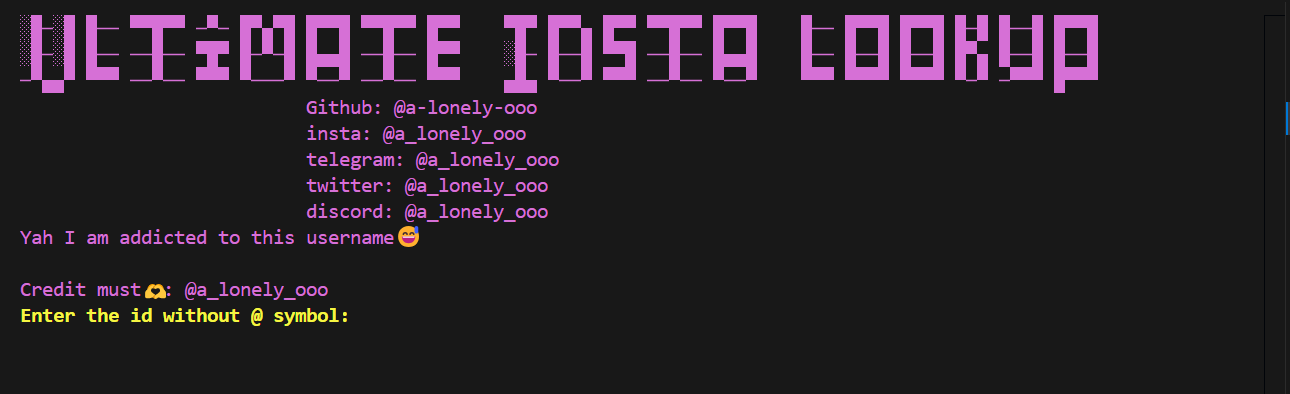 ULTiMATE INSTA LOOKUP
Github: @a-lonely-ooo
insta: @a_lonely_ooo
telegram: @a_lonely_ooo
twitter: @a_lonely_ooo
discord: @a_lonely_ooo
Yah I am addicted to this username😅
Credit must🫶: @a_lonely_ooo
Enter the id without @ symbol: